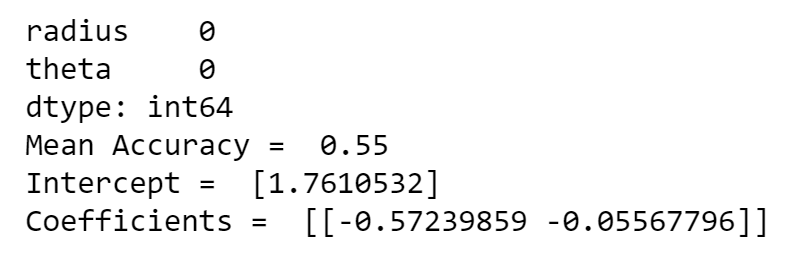 radius    0
theta     0
dtype: int64
Mean Accuracy =  0.55
Intercept =  [1.7610532]
Coefficients =  [[-0.57239859 -0.05567796]]